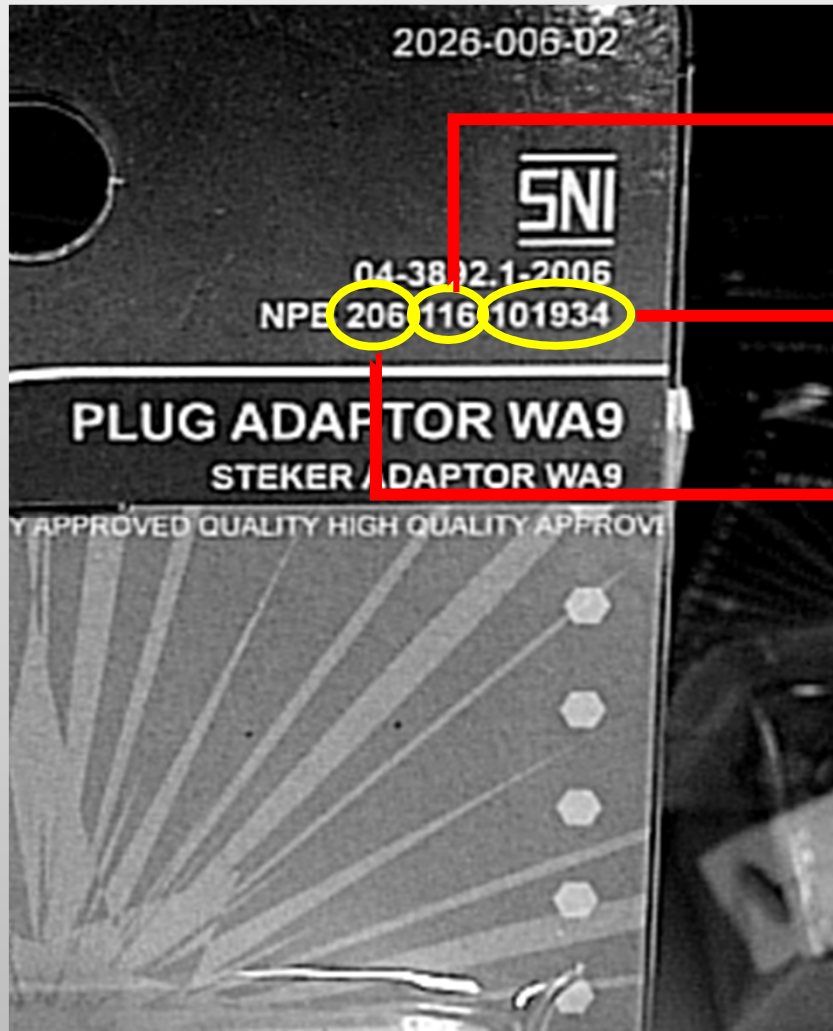 2026-006-02
SNI
04-3892.1-2006
NPB 206 116 101934
PLUG ADAPTOR WA9
STEKER ADAPTOR WA9
Y APPROVED QUALITY HIGH QUALITY APPROVE